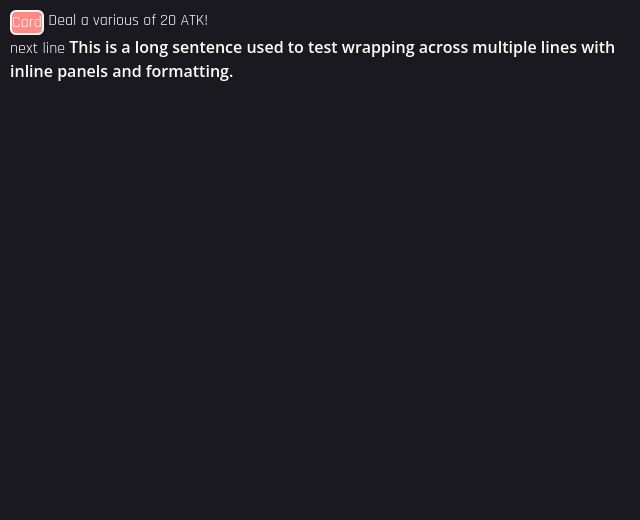 Card Deal a various of 20 ATK!
next line This is a long sentence used to test wrapping across multiple lines with
inline panels and formatting.